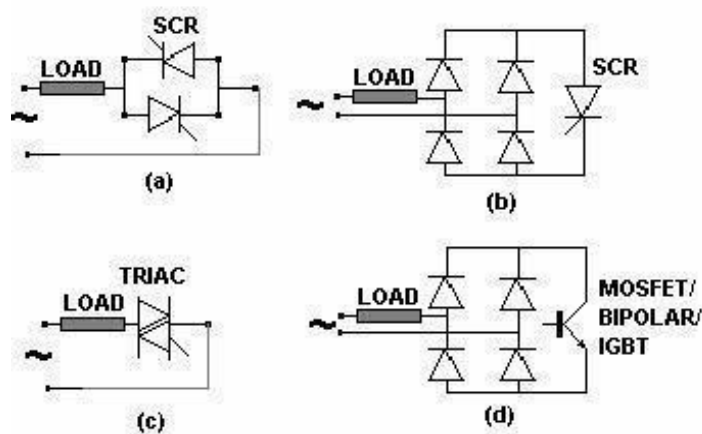 SCR
LOAD
~
(a)
LOAD
~
SCR
(b)
TRIAC
LOAD
~
(c)
LOAD
~
MOSFET/
BIPOLAR/
IGBT
(d)